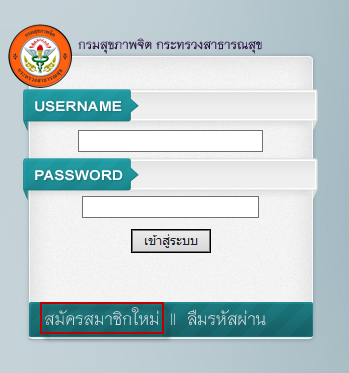 กรมสุขภาพจิต กระทรวงสาธารณสุข
USERNAME
PASSWORD
เข้าสู่ระบบ
สมัครสมาชิกใหม่ || ลืมรหัสผ่าน